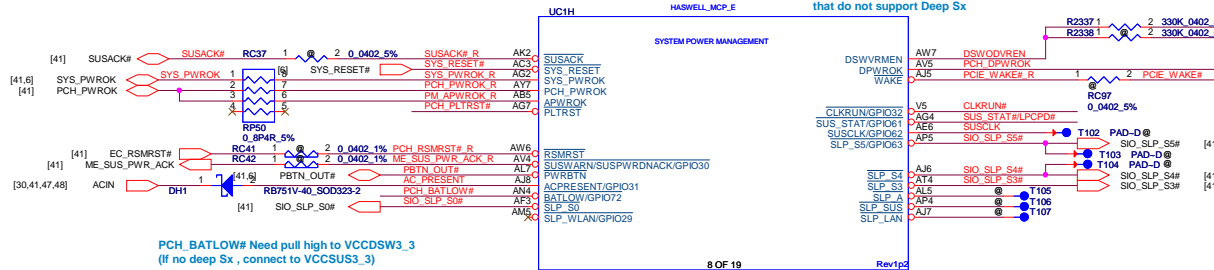 UC1H
HASWELL_MCP_E
that do not support Deep Sx
SYSTEM POWER MANAGEMENT
R2337 1 2 330K_0402_
R2338 1 @ 2 330K_0402_
[41] SUSACK# SUSACK# RC37 1 @ 2 0_0402_5% SUSACK#_R AK2 SUSACK
[6] SYS_RESET# SYS_RESET# AC3 SYS_RESET
[41,6] SYS_PWROK SYS_PWROK 1 8 SYS_PWROK_R AG2 SYS_PWROK
[41] PCH_PWROK 2 7 PCH_PWROK_R AY7 PCH_PWROK
3 6 PM_APWROK_R AB5 APWROK
4 5 PCH_PLTRST# AG7 PLTRST
RP50
0_8P4R_5%
DSWVRMEN AW7 DSWODVREN
DPWROK AV5 PCH_DPWROK
WAKE AJ5 PCIE_WAKE#_R 1 2 PCIE_WAKE#
@
RC97
0_0402_5%
CLKRUN/GPIO32 V5 CLKRUN#
SUS_STAT/GPIO61 AG4 SUS_STAT#/LPCPD#
SUSCLK/GPIO62 AE6 SUSCLK T102 PAD~D @
SLP_S5/GPIO63 AP5 SIO_SLP_S5# SIO_SLP_S5# [41
T103 PAD~D @
T104 PAD~D @
[41] EC_RSMRST# RC41 1 @ 2 0_0402_1% PCH_RSMRST#_R AW6 RSMRST
[41] ME_SUS_PWR_ACK RC42 1 @ 2 0_0402_1% ME_SUS_PWR_ACK_R AV4 SUSWARN/SUSPWRDNACK/GPIO30
[41,6] PBTN_OUT# PBTN_OUT# AL7 PWRBTN
[30,41,47,48] ACIN DH1 1 2 RB751V-40_SOD323-2 AC_PRESENT AJ8 ACPRESENT/GPIO31
PCH_BATLOW# AN4 BATLOW/GPIO72
[41] SIO_SLP_S0# SIO_SLP_S0# AF3 SLP_S0
AM5 SLP_WLAN/GPIO29
SLP_S4 AJ6 SIO_SLP_S4# SIO_SLP_S4# [4
SLP_S3 AT4 SIO_SLP_S3# SIO_SLP_S3# [4
SLP_A AL5 @ T105
SLP_SUS AP4 @ T106
SLP_LAN AJ7 @ T107
PCH_BATLOW# Need pull high to VCCDSW3_3
(If no deep Sx , connect to VCCSUS3_3)
8 OF 19
Rev1p2